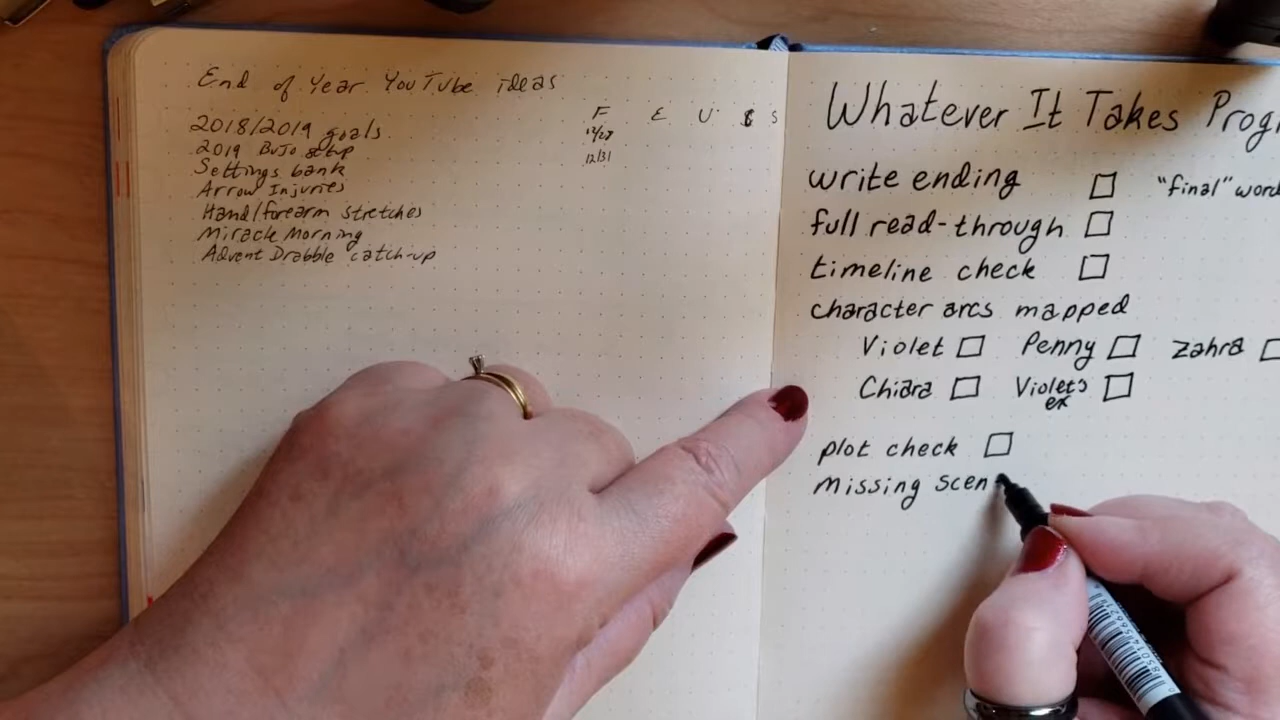 End of Year YouTube ideas
F E U S S
2018/2019 goals 12/27
2019 BuJo setup 12/31
Settings bank
Arrow Injuries
Hand/forearm stretches
Miracle Morning
Advent Drabble catch-up
Whatever It Takes Prog
write ending "final" word
full read-through
timeline check
character arcs mapped
Violet Penny Zahra
Chiara Violet's
ex
plot check
missing scen